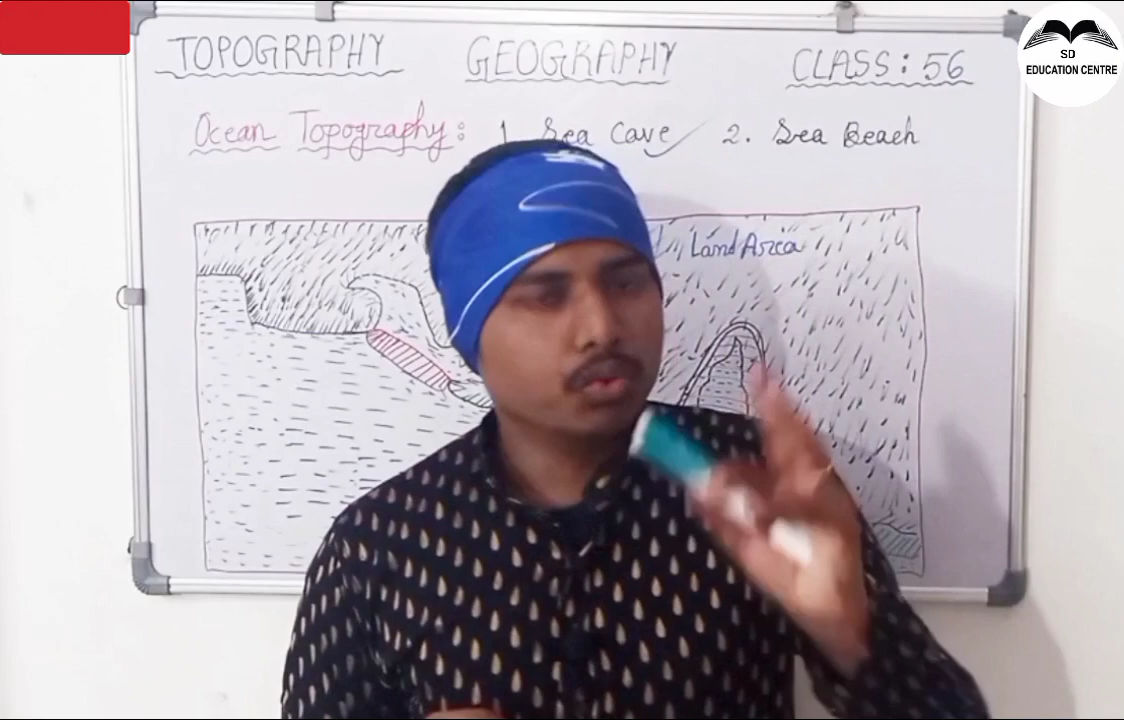 TOPOGRAPHY GEOGRAPHY CLASS: 56
SD
EDUCATION CENTRE
Ocean Topography: 1. Sea Cave 2. Sea Beach
Land Area